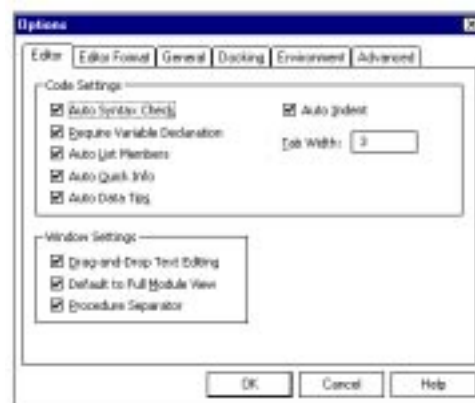 Options
Editor Editor Format General Docking Environment Advanced
Code Settings
Auto Syntax Check
Auto Indent
Require Variable Declaration
Tab Width: 3
Auto List Members
Auto Quick Info
Auto Data Tips
Window Settings
Drag-and-Drop Text Editing
Default to Full Module View
Procedure Separator
OK Cancel Help